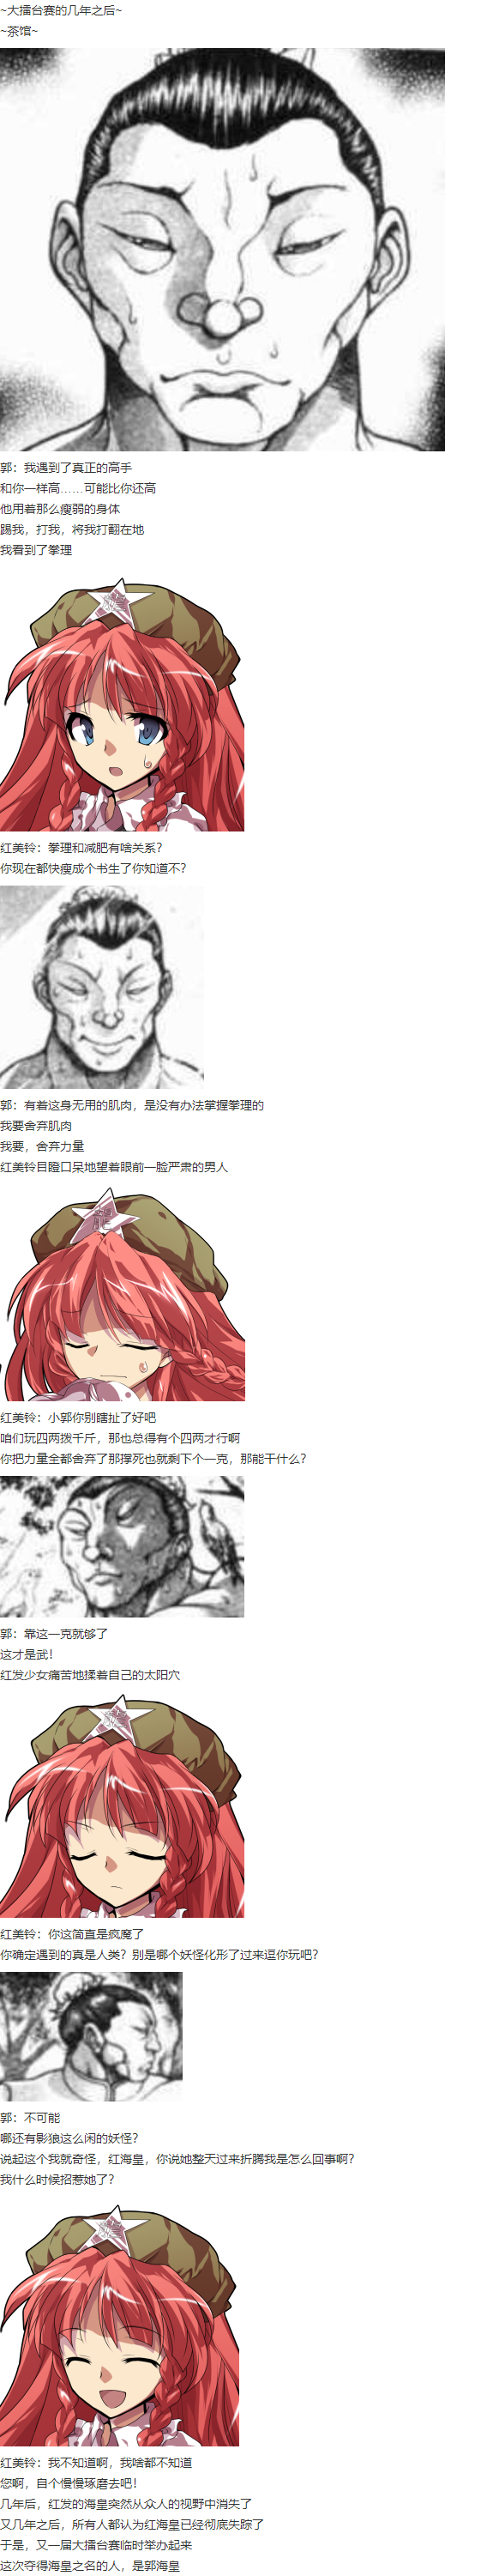 ~大擂台赛的几年之后~
~茶馆~
郭：我遇到了真正的高手
和你一样高……可能比你还高
他用着那么瘦弱的身体
踢我，打我，将我打翻在地
我看到了拳理
红美铃：拳理和减肥有啥关系？
你现在都快瘦成个书生了你知道不？
郭：有着这身无用的肌肉，是没有办法掌握拳理的
我要舍弃肌肉
我要，舍弃力量
红美铃目瞪口呆地望着眼前一脸严肃的男人
红美铃：小郭你别瞎扯了好吧
咱们玩四两拨千斤，那也总得有个四两才行啊
你把力量全都舍弃了那撑死也就剩下个一克，那能干什么？
郭：靠这一克就够了
这才是武！
红发少女痛苦地揉着自己的太阳穴
红美铃：你这简直是疯魔了
你确定遇到的真是人类？别是哪个妖怪化形了过来逗你玩吧？
郭：不可能
哪还有影狼这么闲的妖怪？
说起这个我就奇怪，红海皇，你说她整天过来折腾我是怎么回事啊？
我什么时候招惹她了？
红美铃：我不知道啊，我啥都不知道
您啊，自个慢慢琢磨去吧！
几年后，红发的海皇突然从众人的视野中消失了
又几年之后，所有人都认为红海皇已经彻底失踪了
于是，又一届大擂台赛临时举办起来
这次夺得海皇之名的人，是郭海皇